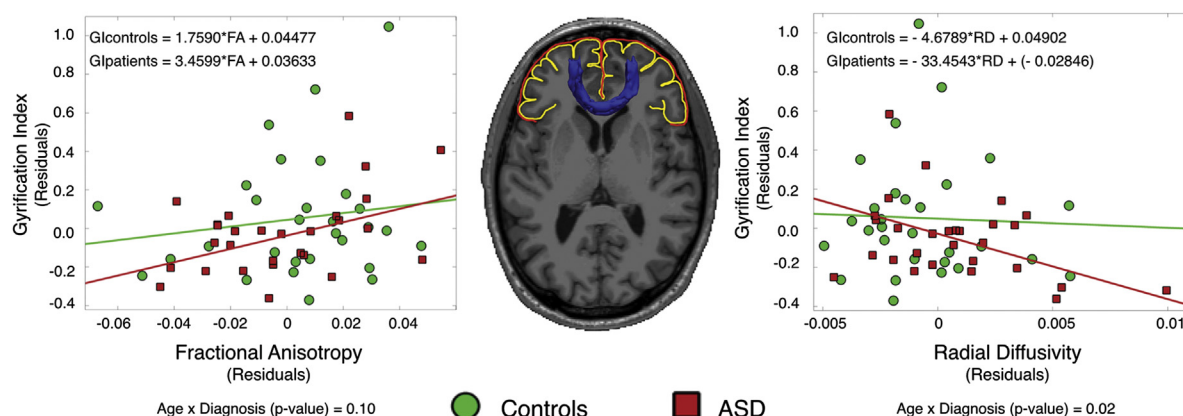 GIcontrols = 1.7590*FA + 0.04477
GIpatients = 3.4599*FA + 0.03633
1.0
0.8
0.6
0.4
0.2
0.0
-0.2
-0.4
Gyrification Index
(Residuals)
-0.06 -0.04 -0.02 0 0.02 0.04
Fractional Anisotropy
(Residuals)
Age x Diagnosis (p-value) = 0.10
GIcontrols = - 4.6789*RD + 0.04902
GIpatients = - 33.4543*RD + (- 0.02846)
1.0
0.8
0.6
0.4
0.2
0.0
-0.2
-0.4
Gyrification Index
(Residuals)
-0.005 0 0.005 0.01
Radial Diffusivity
(Residuals)
Age x Diagnosis (p-value) = 0.02
Controls ASD